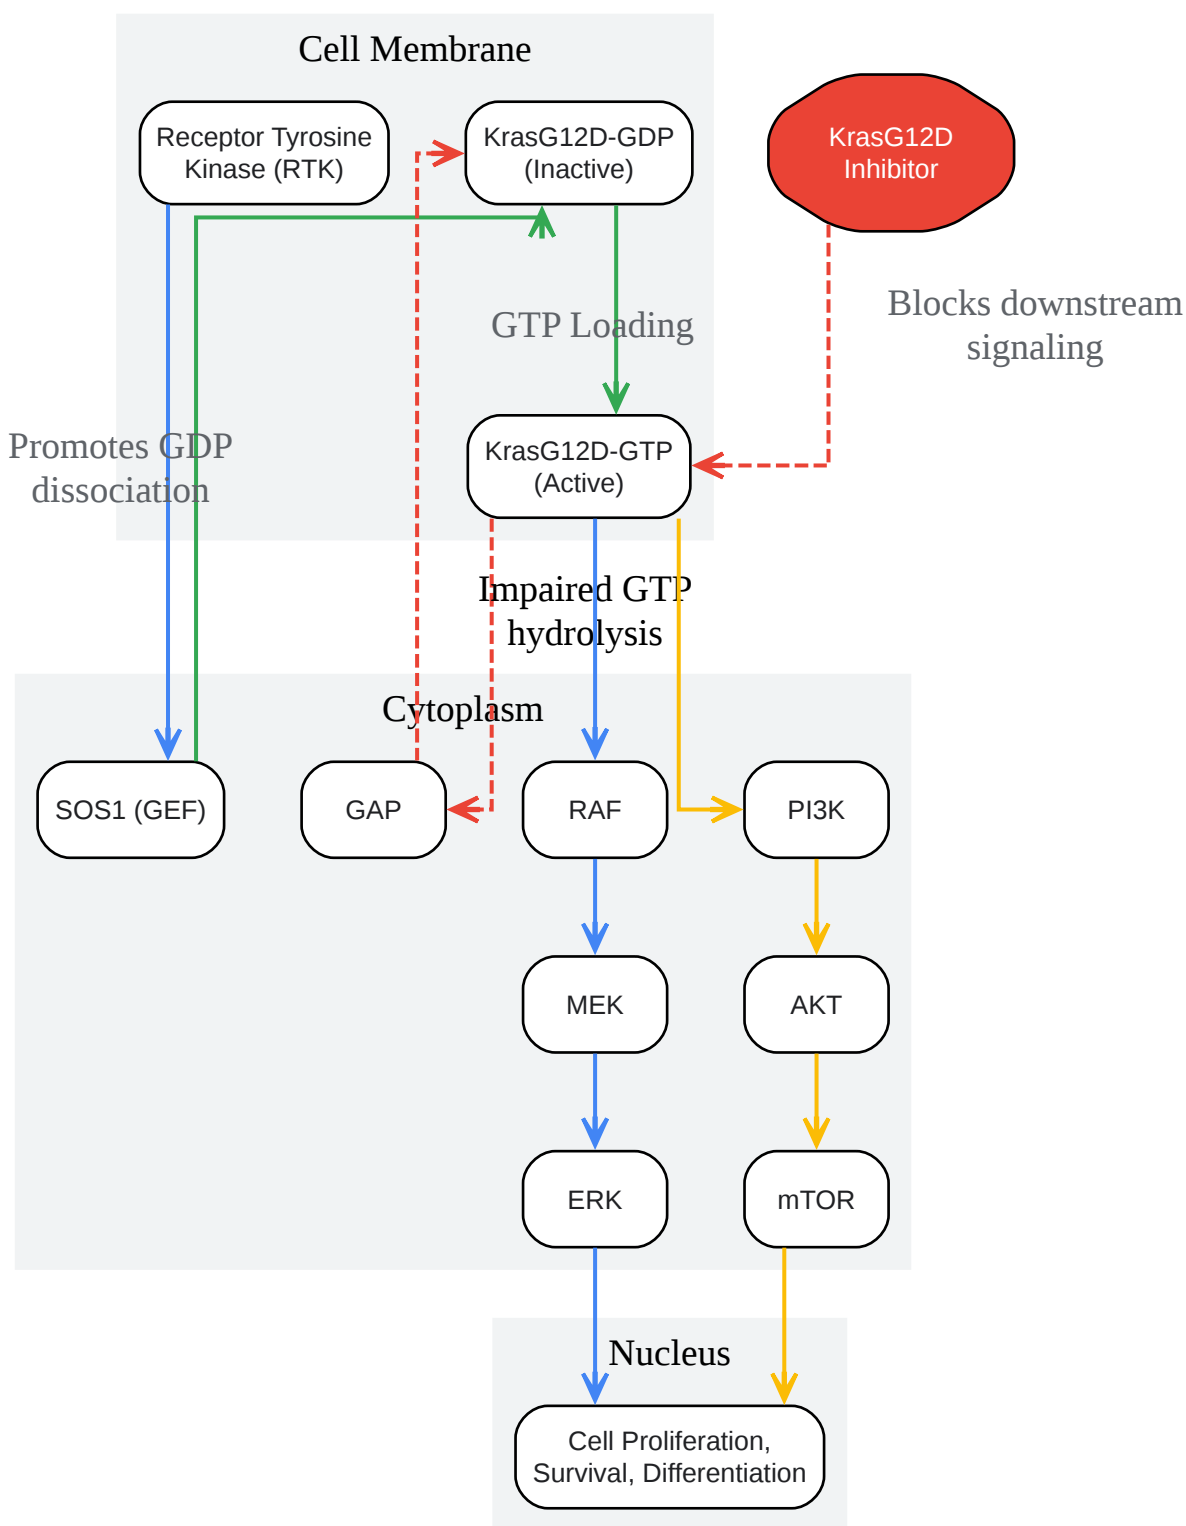 Cell Membrane
Receptor Tyrosine
Kinase (RTK)
KrasG12D-GDP
(Inactive)
KrasG12D
Inhibitor
GTP Loading
Blocks downstream
signaling
Promotes GDP
dissociation
KrasG12D-GTP
(Active)
Impaired GTP
hydrolysis
Cytoplasm
SOS1 (GEF)
GAP
RAF
PI3K
MEK
AKT
ERK
mTOR
Nucleus
Cell Proliferation,
Survival, Differentiation